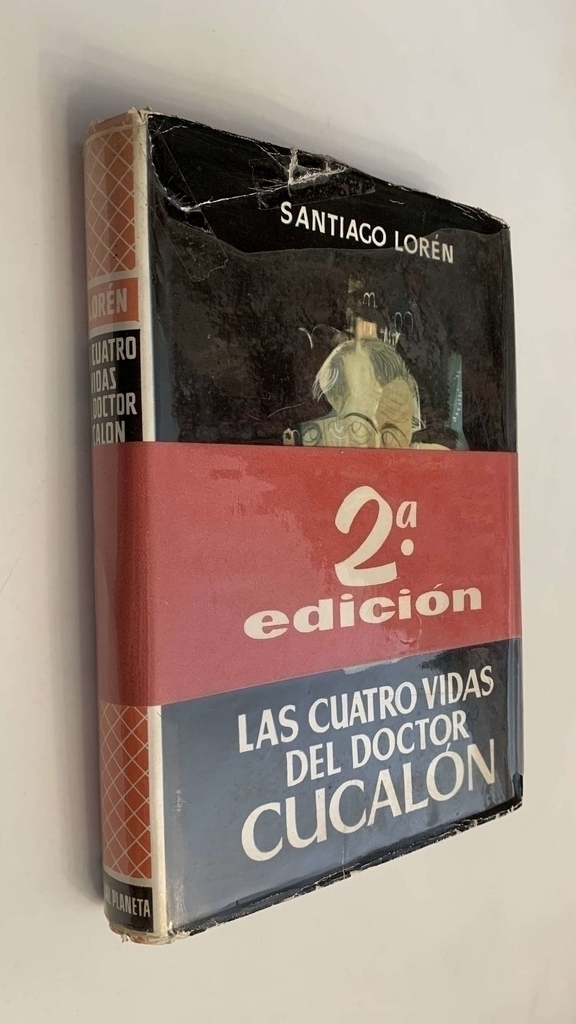 SANTIAGO LORÉN
2ª.
edición
LAS CUATRO VIDAS
DEL DOCTOR
CUCALÓN
LORÉN
CUATRO
VIDAS
DOCTOR
CALON
PLANETA